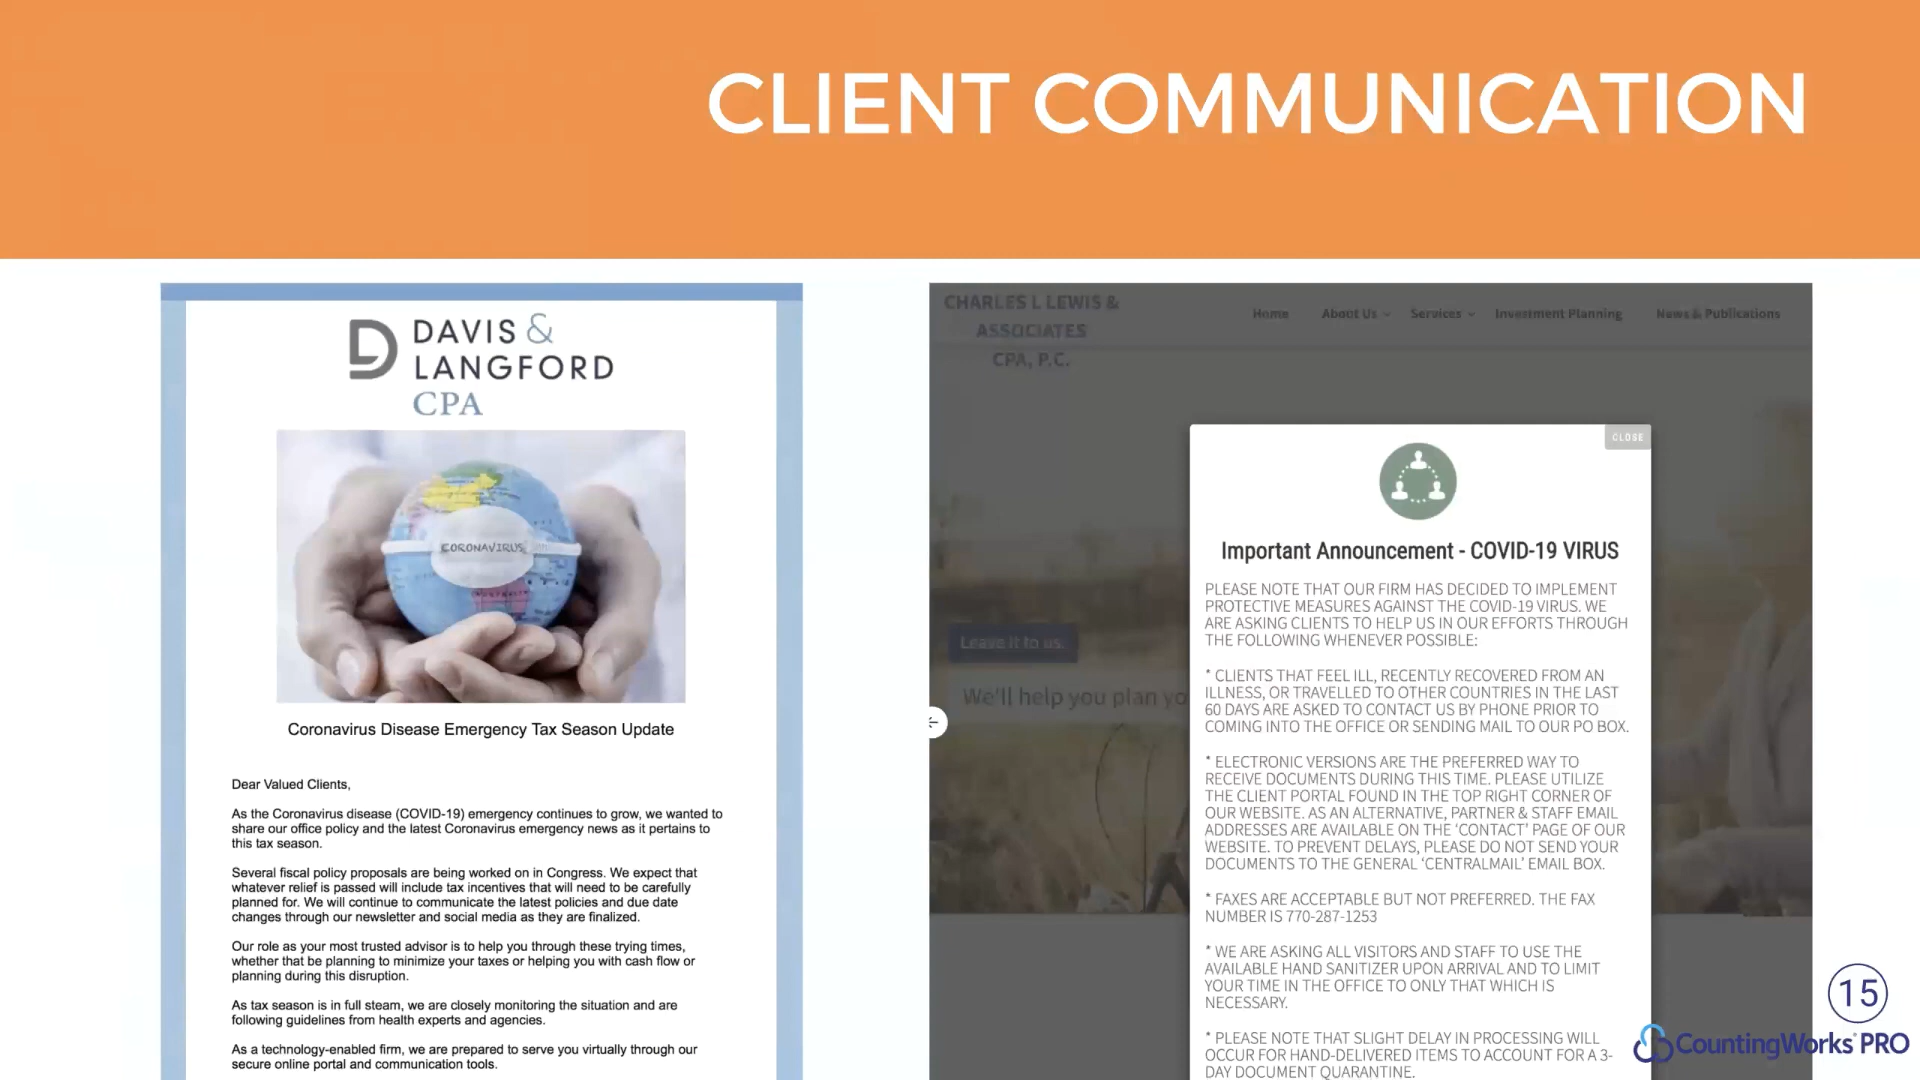 CLIENT COMMUNICATION
DAVIS &
LANGFORD
CPA
CORONAVIRUS
AUSTRALIA
Coronavirus Disease Emergency Tax Season Update
Dear Valued Clients,
As the Coronavirus disease (COVID-19) emergency continues to grow, we wanted to
share our office policy and the latest Coronavirus emergency news as it pertains to
this tax season.
Several fiscal policy proposals are being worked on in Congress. We expect that
whatever relief is passed will include tax incentives that will need to be carefully
planned for. We will continue to communicate the latest policies and due date
changes through our newsletter and social media as they are finalized.
Our role as your most trusted advisor is to help you through these trying times,
whether that be planning to minimize your taxes or helping you with cash flow or
planning during this disruption.
As tax season is in full steam, we are closely monitoring the situation and are
following guidelines from health experts and agencies.
As a technology-enabled firm, we are prepared to serve you virtually through our
secure online portal and communication tools.
CHARLES L LEWIS &
ASSOCIATES
CPA, P.C.
Home About Us Services Investment Planning News & Publications
Leave it to us.
We'll help you plan yo
CLOSE
Important Announcement - COVID-19 VIRUS
PLEASE NOTE THAT OUR FIRM HAS DECIDED TO IMPLEMENT
PROTECTIVE MEASURES AGAINST THE COVID-19 VIRUS. WE
ARE ASKING CLIENTS TO HELP US IN OUR EFFORTS THROUGH
THE FOLLOWING WHENEVER POSSIBLE:
* CLIENTS THAT FEEL ILL, RECENTLY RECOVERED FROM AN
ILLNESS, OR TRAVELLED TO OTHER COUNTRIES IN THE LAST
60 DAYS ARE ASKED TO CONTACT US BY PHONE PRIOR TO
COMING INTO THE OFFICE OR SENDING MAIL TO OUR PO BOX.
* ELECTRONIC VERSIONS ARE THE PREFERRED WAY TO
RECEIVE DOCUMENTS DURING THIS TIME. PLEASE UTILIZE
THE CLIENT PORTAL FOUND IN THE TOP RIGHT CORNER OF
OUR WEBSITE. AS AN ALTERNATIVE, PARTNER & STAFF EMAIL
ADDRESSES ARE AVAILABLE ON THE 'CONTACT' PAGE OF OUR
WEBSITE. TO PREVENT DELAYS, PLEASE DO NOT SEND YOUR
DOCUMENTS TO THE GENERAL 'CENTRALMAIL' EMAIL BOX.
* FAXES ARE ACCEPTABLE BUT NOT PREFERRED. THE FAX
NUMBER IS 770-287-1253
* WE ARE ASKING ALL VISITORS AND STAFF TO USE THE
AVAILABLE HAND SANITIZER UPON ARRIVAL AND TO LIMIT
YOUR TIME IN THE OFFICE TO ONLY THAT WHICH IS
NECESSARY.
* PLEASE NOTE THAT SLIGHT DELAY IN PROCESSING WILL
OCCUR FOR HAND-DELIVERED ITEMS TO ACCOUNT FOR A 3-
DAY DOCUMENT QUARANTINE.
15
CountingWorks PRO